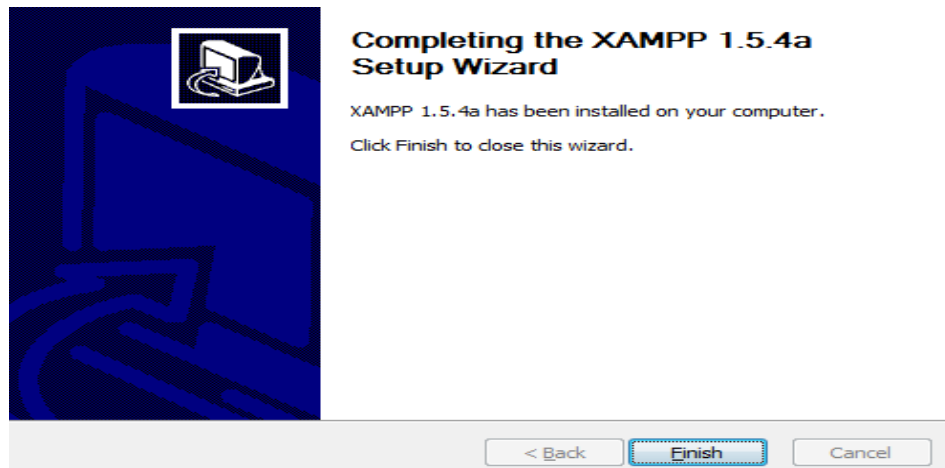 Completing the XAMPP 1.5.4a
Setup Wizard
XAMPP 1.5.4a has been installed on your computer.
Click Finish to close this wizard.
< Back
Finish
Cancel